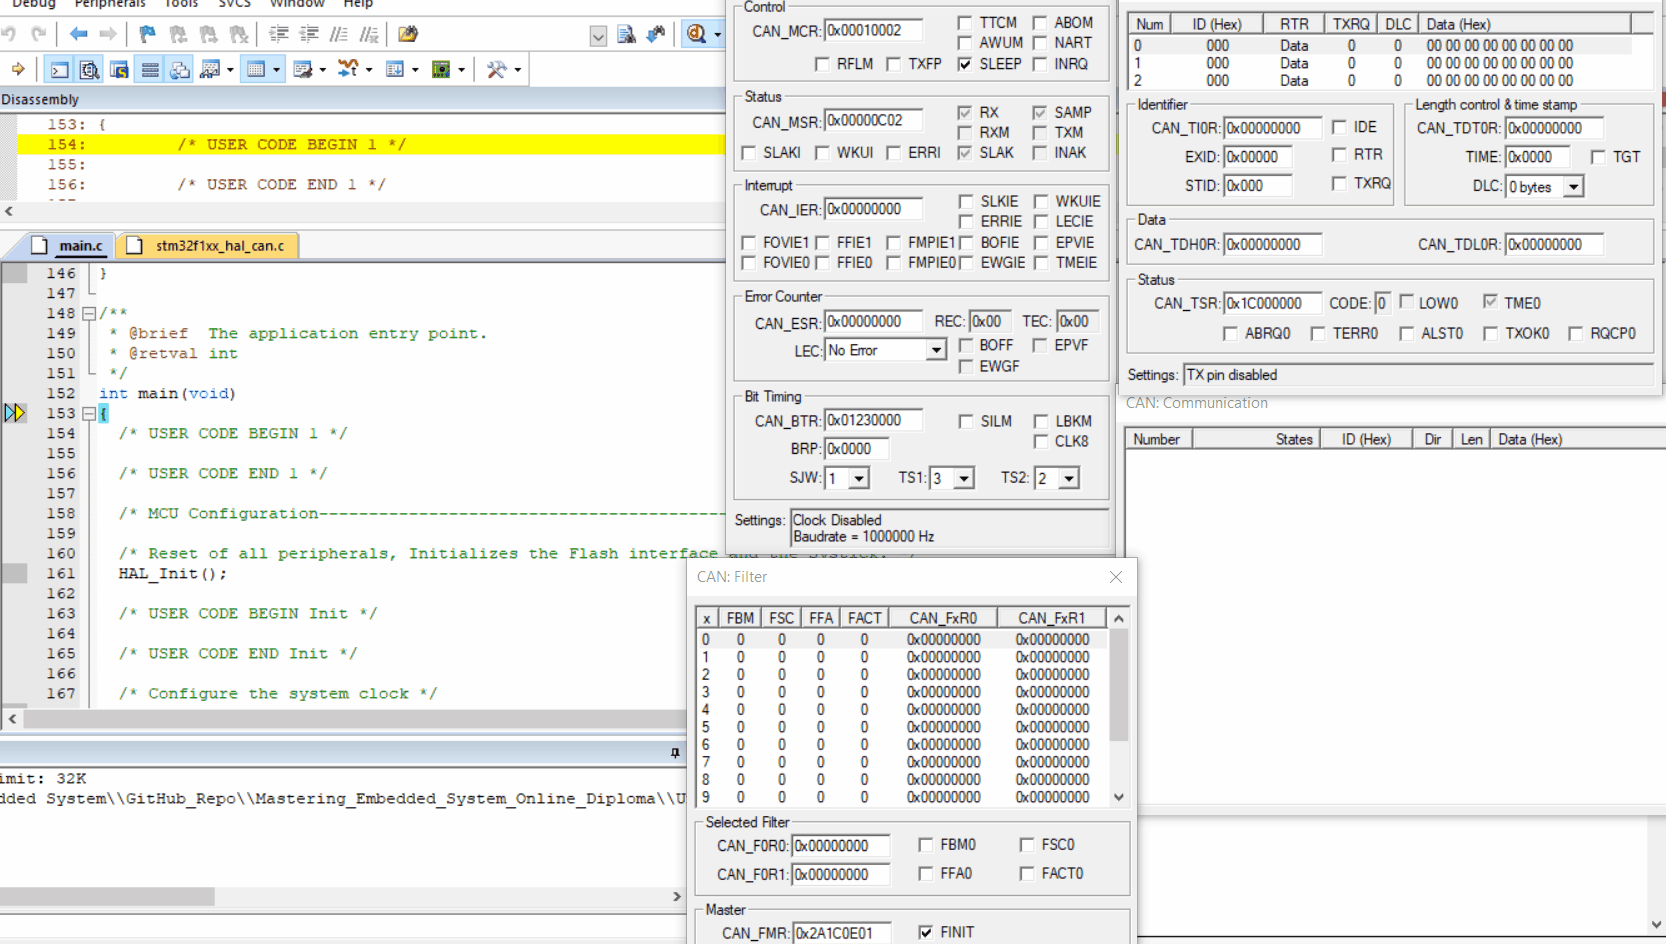 Debug Peripherals Tools SVCS Window Help
Disassembly
153: {
154: /* USER CODE BEGIN 1 */
155:
156: /* USER CODE END 1 */
main.c stm32f1xx_hal_can.c
146 }
147
148 /**
149 * @brief The application entry point.
150 * @retval int
151 */
152 int main(void)
153 {
154 /* USER CODE BEGIN 1 */
155
156 /* USER CODE END 1 */
157
158 /* MCU Configuration--------------------------------------------------
159
160 /* Reset of all peripherals, Initializes the Flash interface and the Systick. */
161 HAL_Init();
162
163 /* USER CODE BEGIN Init */
164
165 /* USER CODE END Init */
166
167 /* Configure the system clock */
imit: 32K
dded System\\GitHub_Repo\\Mastering_Embedded_System_Online_Diploma\\U
Control
CAN_MCR: 0x00010002 TTCM ABOM
AWUM NART
RFLM TXFP SLEEP INRQ
Status
CAN_MSR: 0x00000C02 RX SAMP
RXM TXM
SLAKI WKUI ERRI SLAK INAK
Interrupt
CAN_IER: 0x00000000 SLKIE WKUIE
ERRIE LECIE
FOVIE1 FFIE1 FMPIE1 BOFIE EPVIE
FOVIE0 FFIE0 FMPIE0 EWGIE TMEIE
Error Counter
CAN_ESR: 0x00000000 REC: 0x00 TEC: 0x00
LEC: No Error BOFF EPVF
EWGF
Bit Timing
CAN_BTR: 0x01230000 SILM LBKM
BRP: 0x0000 CLK8
SJW: 1 TS1: 3 TS2: 2
Settings: Clock Disabled
Baudrate = 1000000 Hz
Num ID (Hex) RTR TXRQ DLC Data (Hex)
0 000 Data 0 0 00 00 00 00 00 00 00 00
1 000 Data 0 0 00 00 00 00 00 00 00 00
2 000 Data 0 0 00 00 00 00 00 00 00 00
Identifier
CAN_TI0R: 0x00000000 IDE
EXID: 0x00000 RTR
STID: 0x000 TXRQ
Length control & time stamp
CAN_TDT0R: 0x00000000
TIME: 0x0000 TGT
DLC: 0 bytes
Data
CAN_TDH0R: 0x00000000 CAN_TDL0R: 0x00000000
Status
CAN_TSR: 0x1C000000 CODE: 0 LOW0 TME0
ABRQ0 TERR0 ALST0 TXOK0 RQCP0
Settings: TX pin disabled
CAN: Communication
Number States ID (Hex) Dir Len Data (Hex)
CAN: Filter
x FBM FSC FFA FACT CAN_FxR0 CAN_FxR1
0 0 0 0 0 0x00000000 0x00000000
1 0 0 0 0 0x00000000 0x00000000
2 0 0 0 0 0x00000000 0x00000000
3 0 0 0 0 0x00000000 0x00000000
4 0 0 0 0 0x00000000 0x00000000
5 0 0 0 0 0x00000000 0x00000000
6 0 0 0 0 0x00000000 0x00000000
7 0 0 0 0 0x00000000 0x00000000
8 0 0 0 0 0x00000000 0x00000000
9 0 0 0 0 0x00000000 0x00000000
Selected Filter
CAN_F0R0: 0x00000000 FBM0 FSC0
CAN_F0R1: 0x00000000 FFA0 FACT0
Master
CAN_FMR: 0x2A1C0E01 FINIT